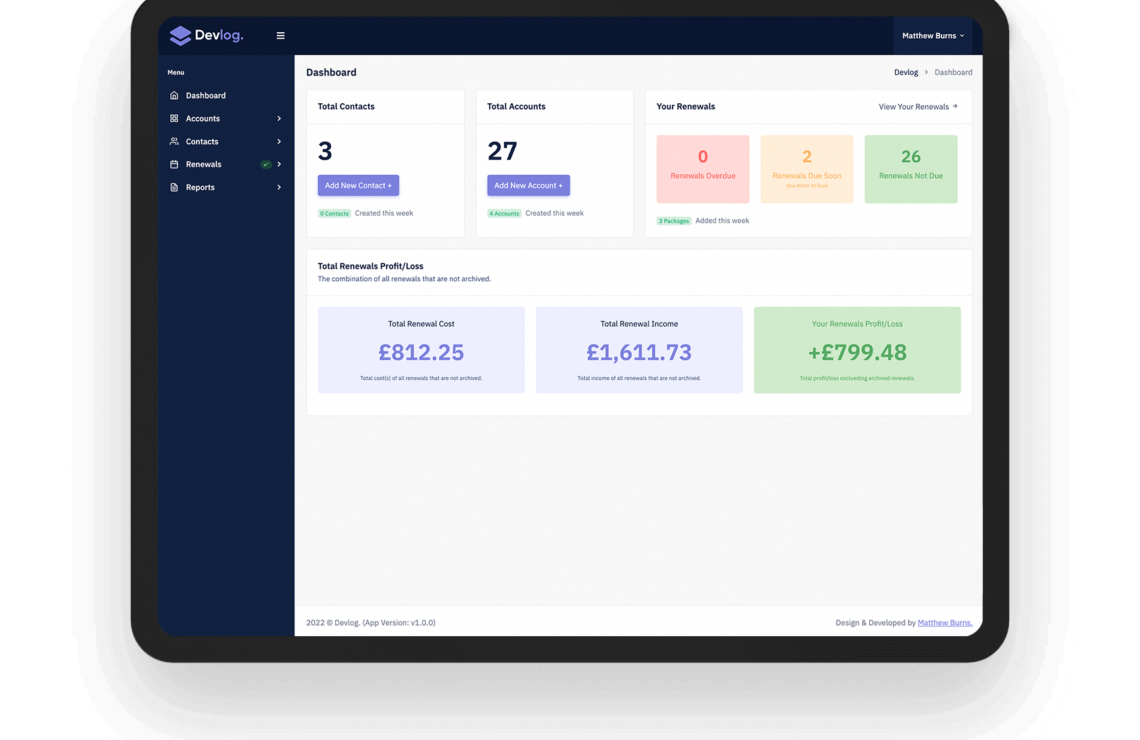 Devlog.
Matthew Burns
Menu
Dashboard
Accounts
Contacts
Renewals
Reports
Dashboard
Devlog > Dashboard
Total Contacts
3
Add New Contact +
0 Contacts Created this week
Total Accounts
27
Add New Account +
4 Accounts Created this week
Your Renewals
View Your Renewals →
0
Renewals Overdue
2
Renewals Due Soon
(Due Within 30 Days)
26
Renewals Not Due
3 Packages Added this week
Total Renewals Profit/Loss
The combination of all renewals that are not archived.
Total Renewal Cost
£812.25
Total cost(s) of all renewals that are not archived.
Total Renewal Income
£1,611.73
Total income of all renewals that are not archived.
Your Renewals Profit/Loss
+£799.48
Total profit/loss exclueding archived renewals.
2022 © Devlog. (App Version: v1.0.0)
Design & Developed by Matthew Burns.